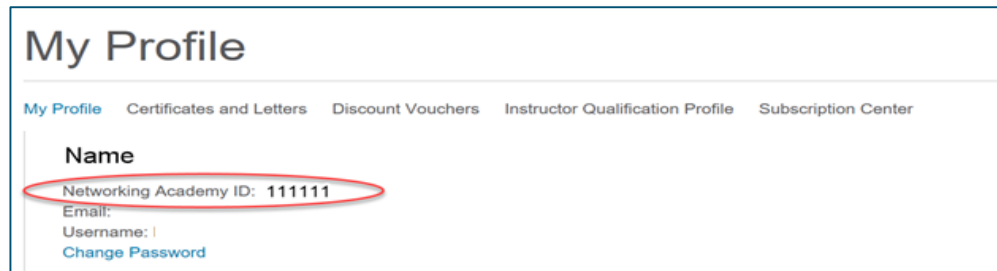 My Profile
My Profile Certificates and Letters Discount Vouchers Instructor Qualification Profile Subscription Center
Name
Networking Academy ID: 111111
Email:
Username:
Change Password